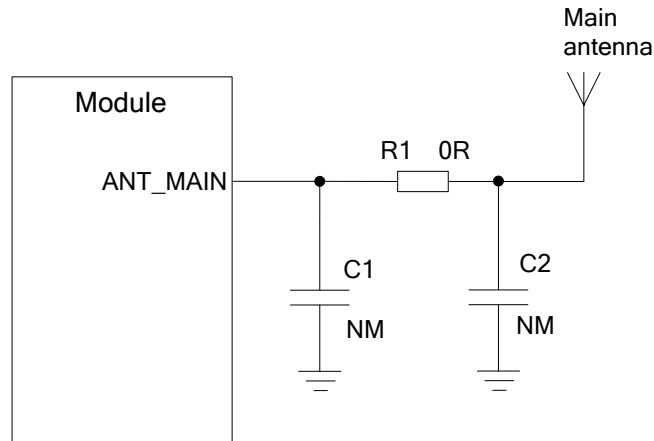 Main
antenna
Module
R1 0R
ANT_MAIN
C1
C2
NM
NM